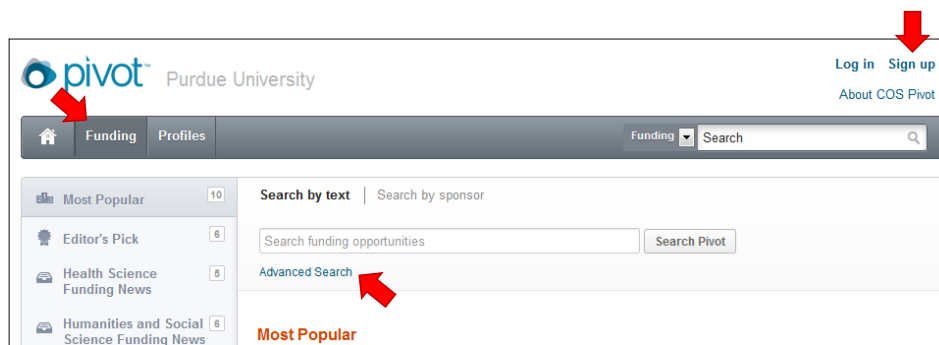 pivot™ Purdue University
Log in Sign up
About COS Pivot
Funding Profiles
Funding Search
Most Popular 10
Editor's Pick 6
Health Science 5
Funding News
Humanities and Social 6
Science Funding News
Search by text | Search by sponsor
Search funding opportunities Search Pivot
Advanced Search
Most Popular